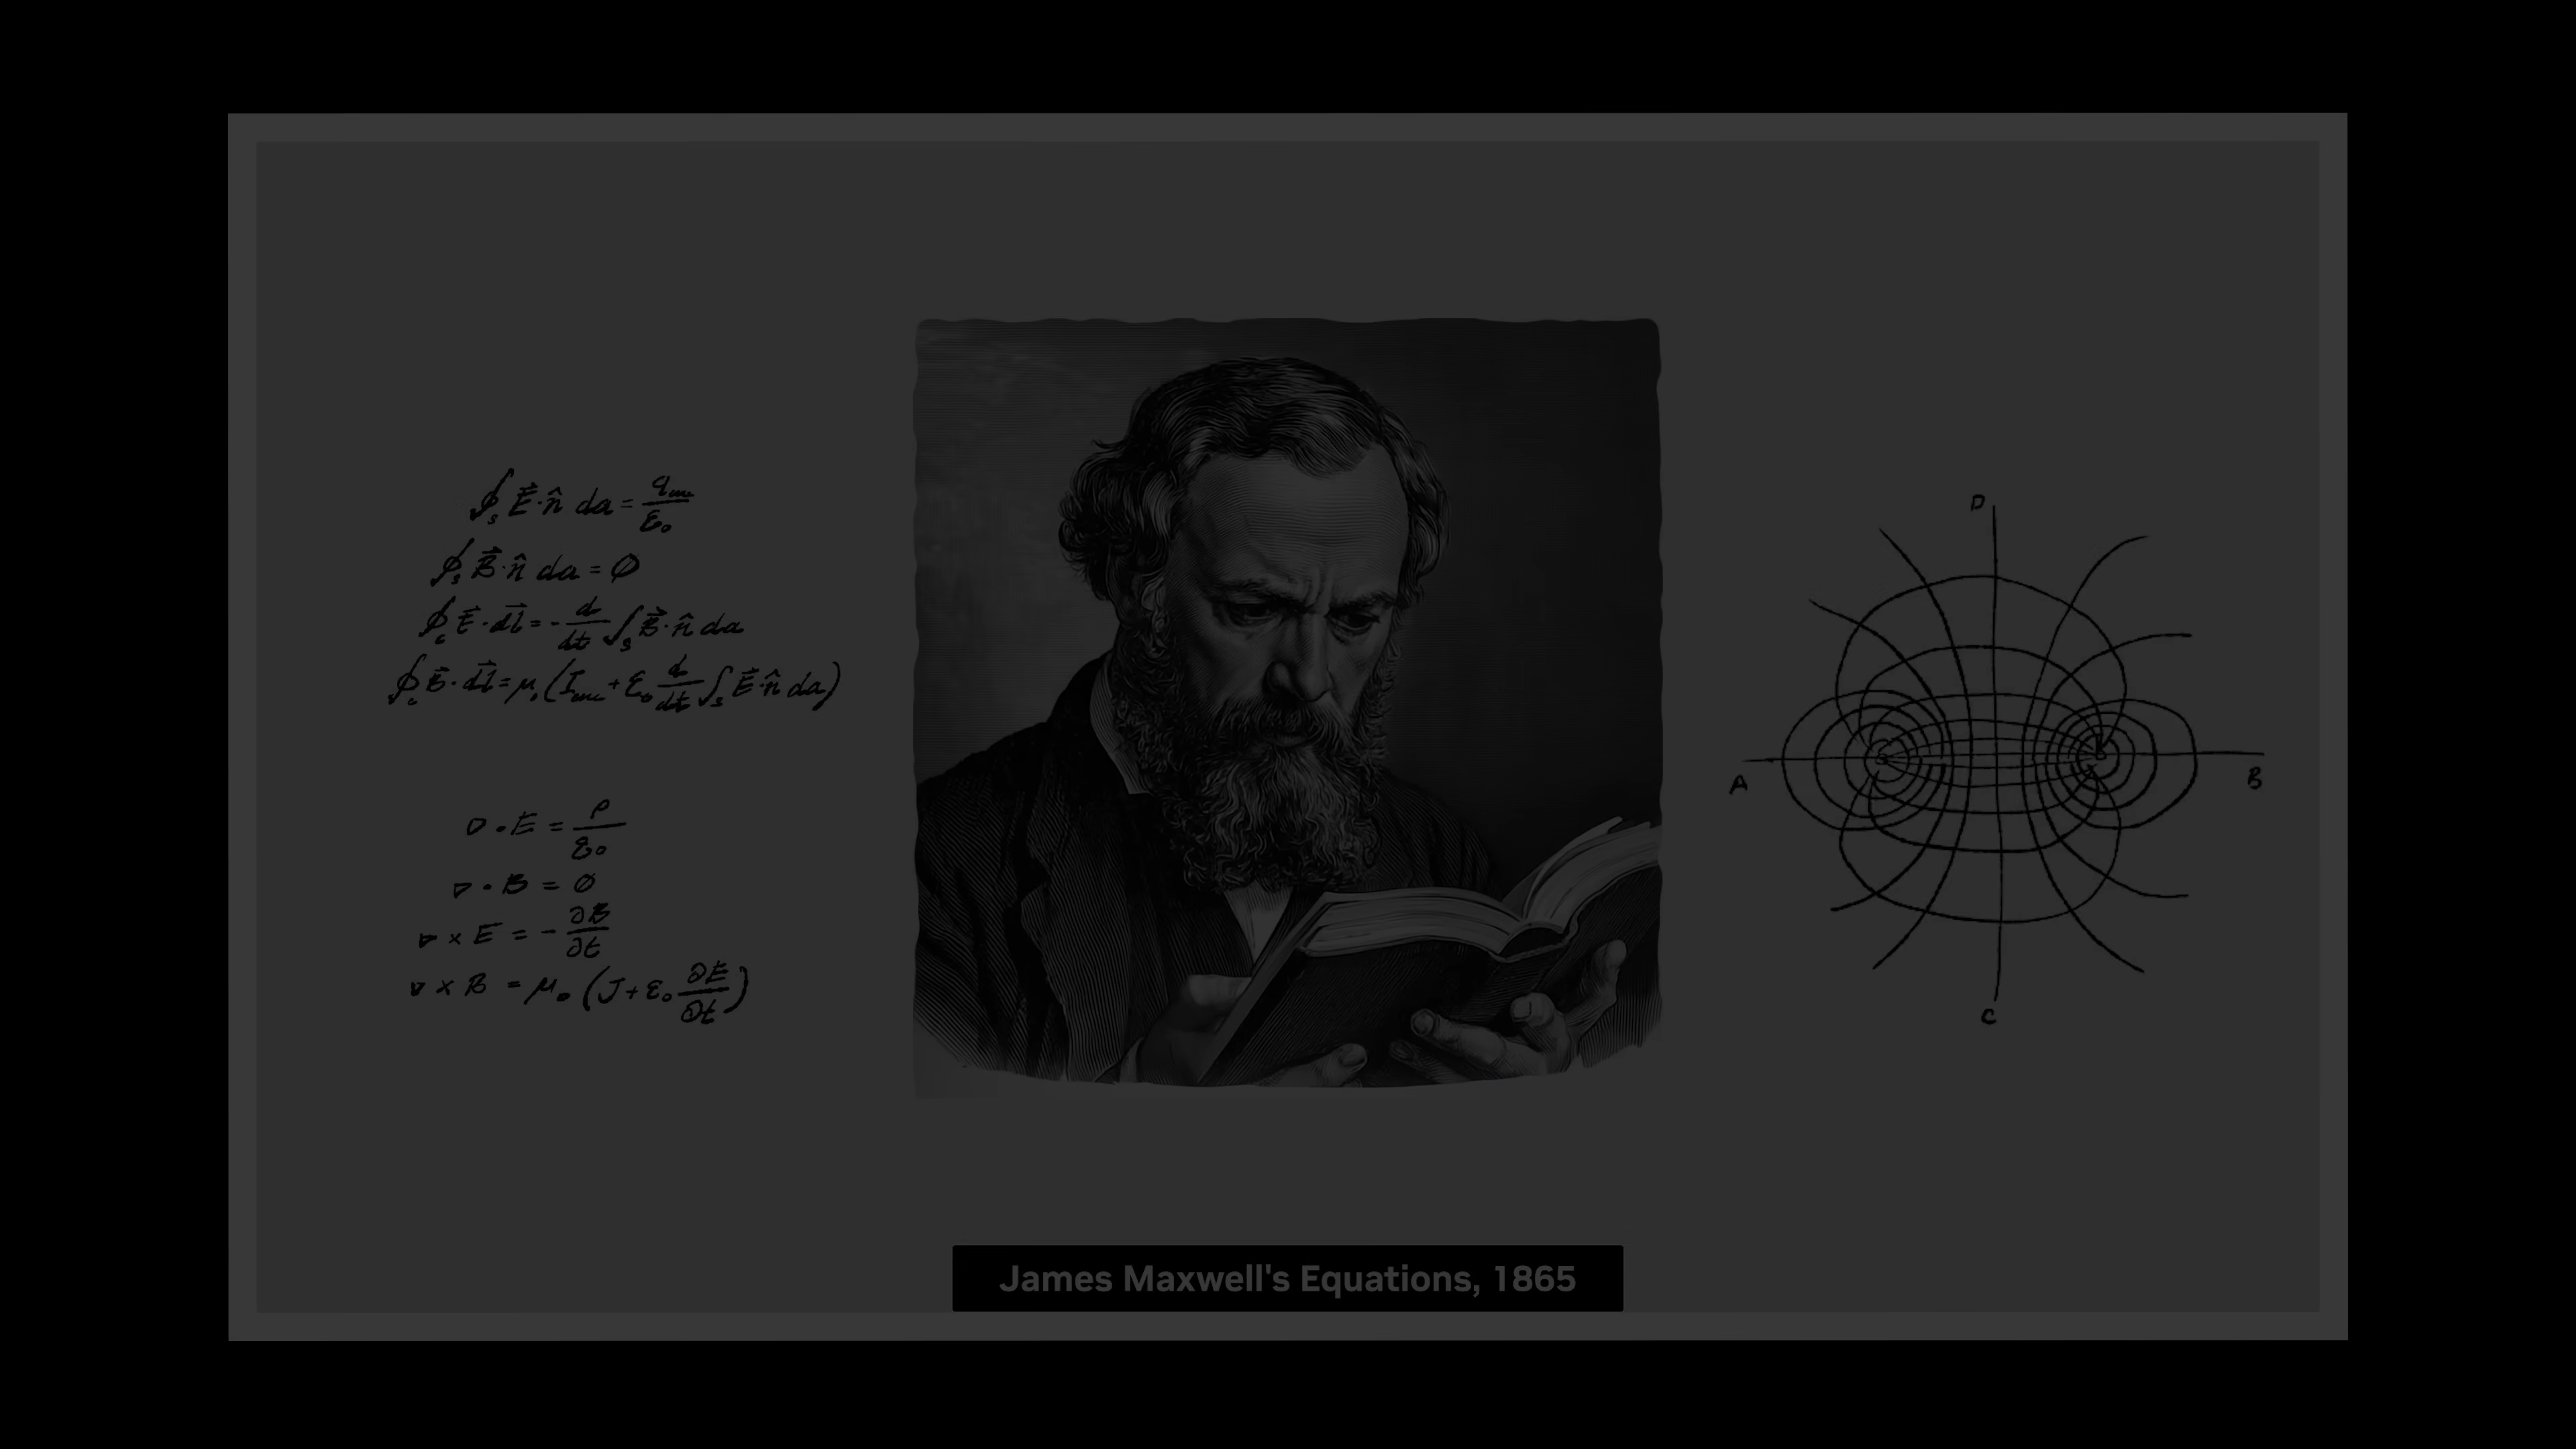 ∮ₛ E⃗·n̂ da = qₑₙc/ε₀
∮ₛ B⃗·n̂ da = 0
∮c E⃗·dl⃗ = - d/dt ∫ₛ B⃗·n̂ da
∮c B⃗·dl⃗ = μ₀(Iₑₙc + ε₀ d/dt ∫ₛ E⃗·n̂ da)
∇·E = ρ/ε₀
∇·B = 0
∇×E = - ∂B/∂t
∇×B = μ₀(J + ε₀ ∂E/∂t)
D
A
B
C
James Maxwell's Equations, 1865